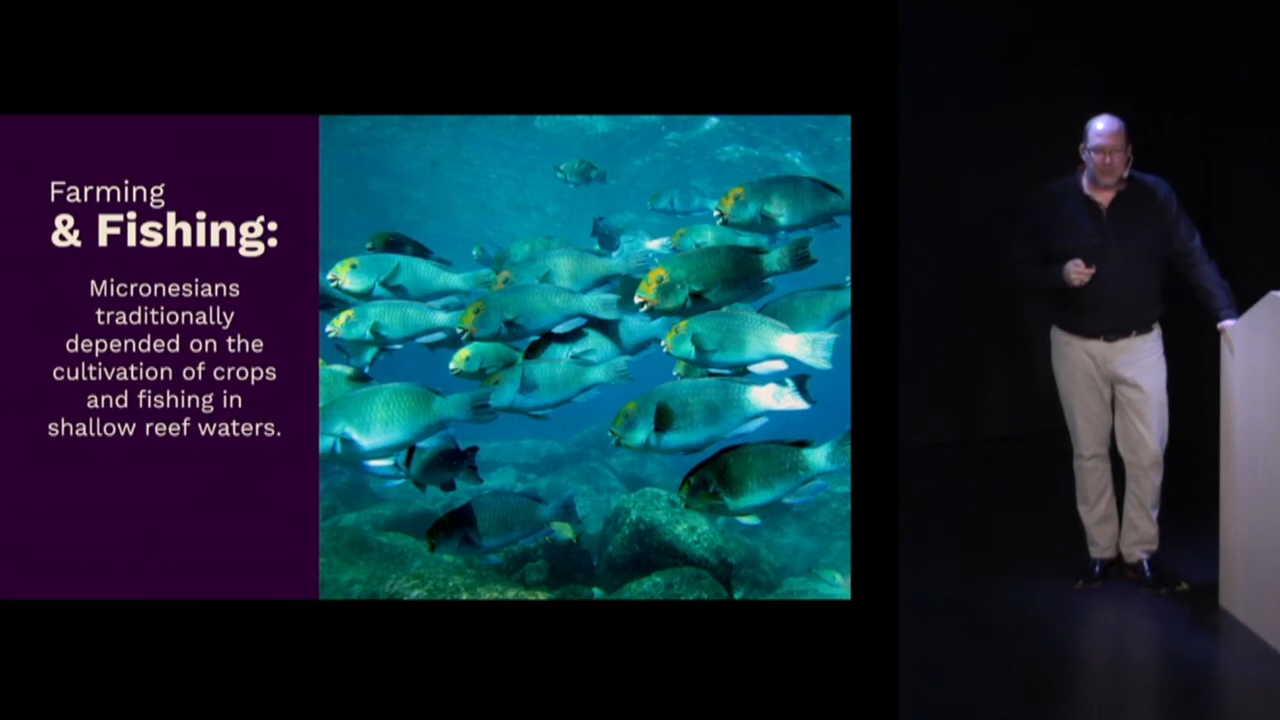 Farming
& Fishing:
Micronesians
traditionally
depended on the
cultivation of crops
and fishing in
shallow reef waters.